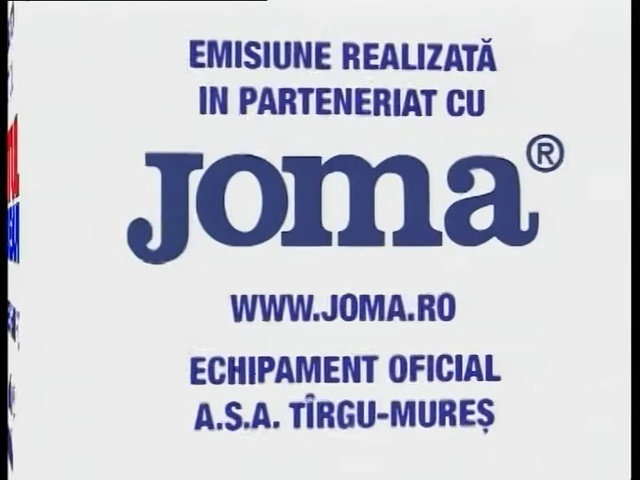 EMISIUNE REALIZATĂ
IN PARTENERIAT CU
Joma®
WWW.JOMA.RO
ECHIPAMENT OFICIAL
A.S.A. TÎRGU-MUREȘ